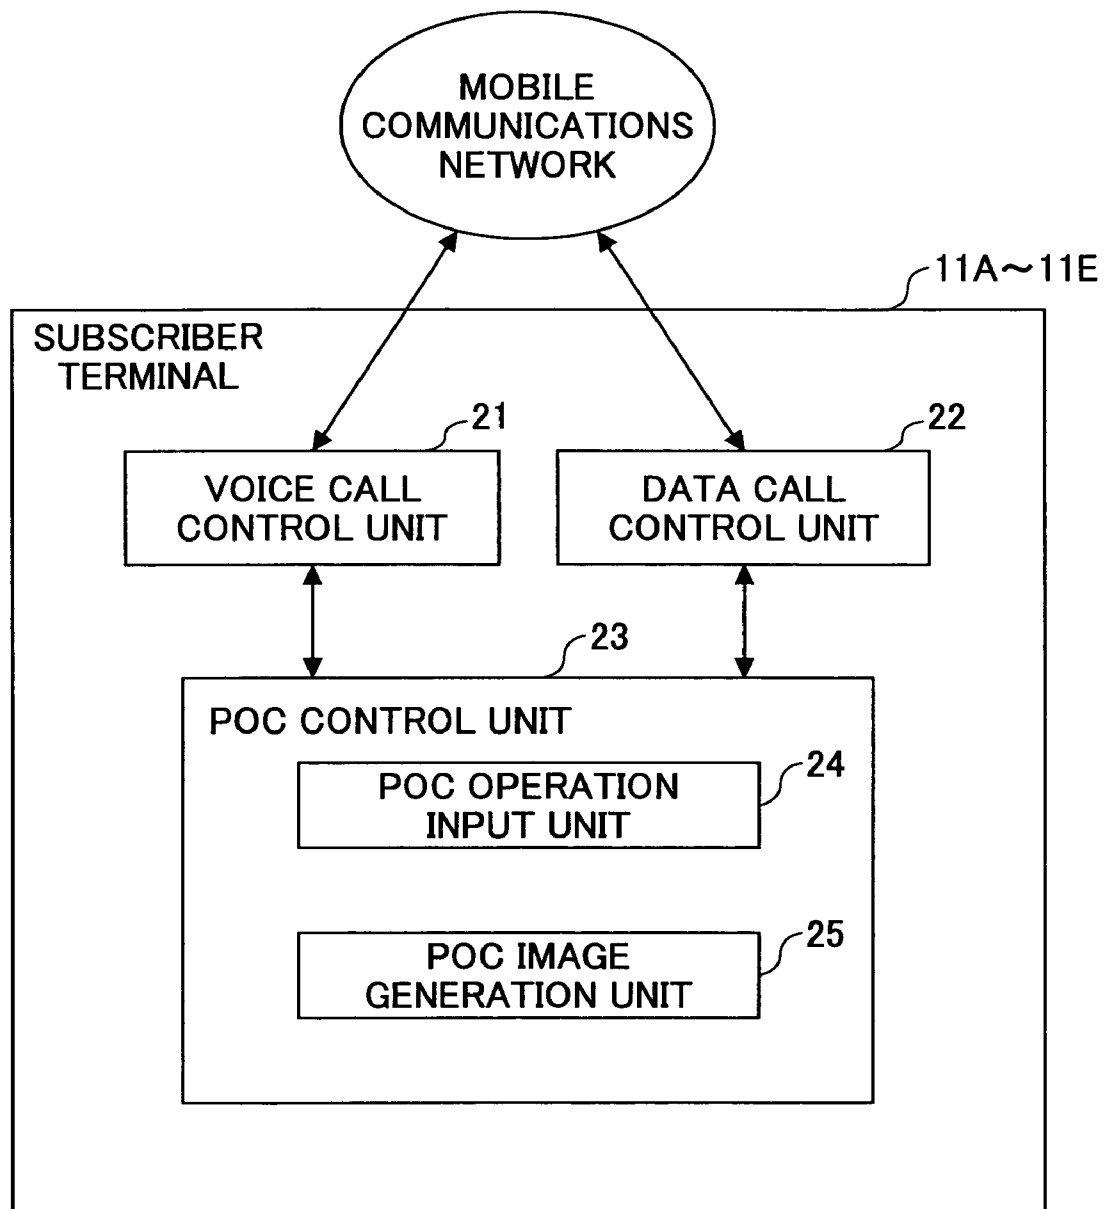 MOBILE
COMMUNICATIONS
NETWORK
11A～11E
SUBSCRIBER
TERMINAL
21
22
VOICE CALL
CONTROL UNIT
DATA CALL
CONTROL UNIT
23
POC CONTROL UNIT
24
POC OPERATION
INPUT UNIT
25
POC IMAGE
GENERATION UNIT